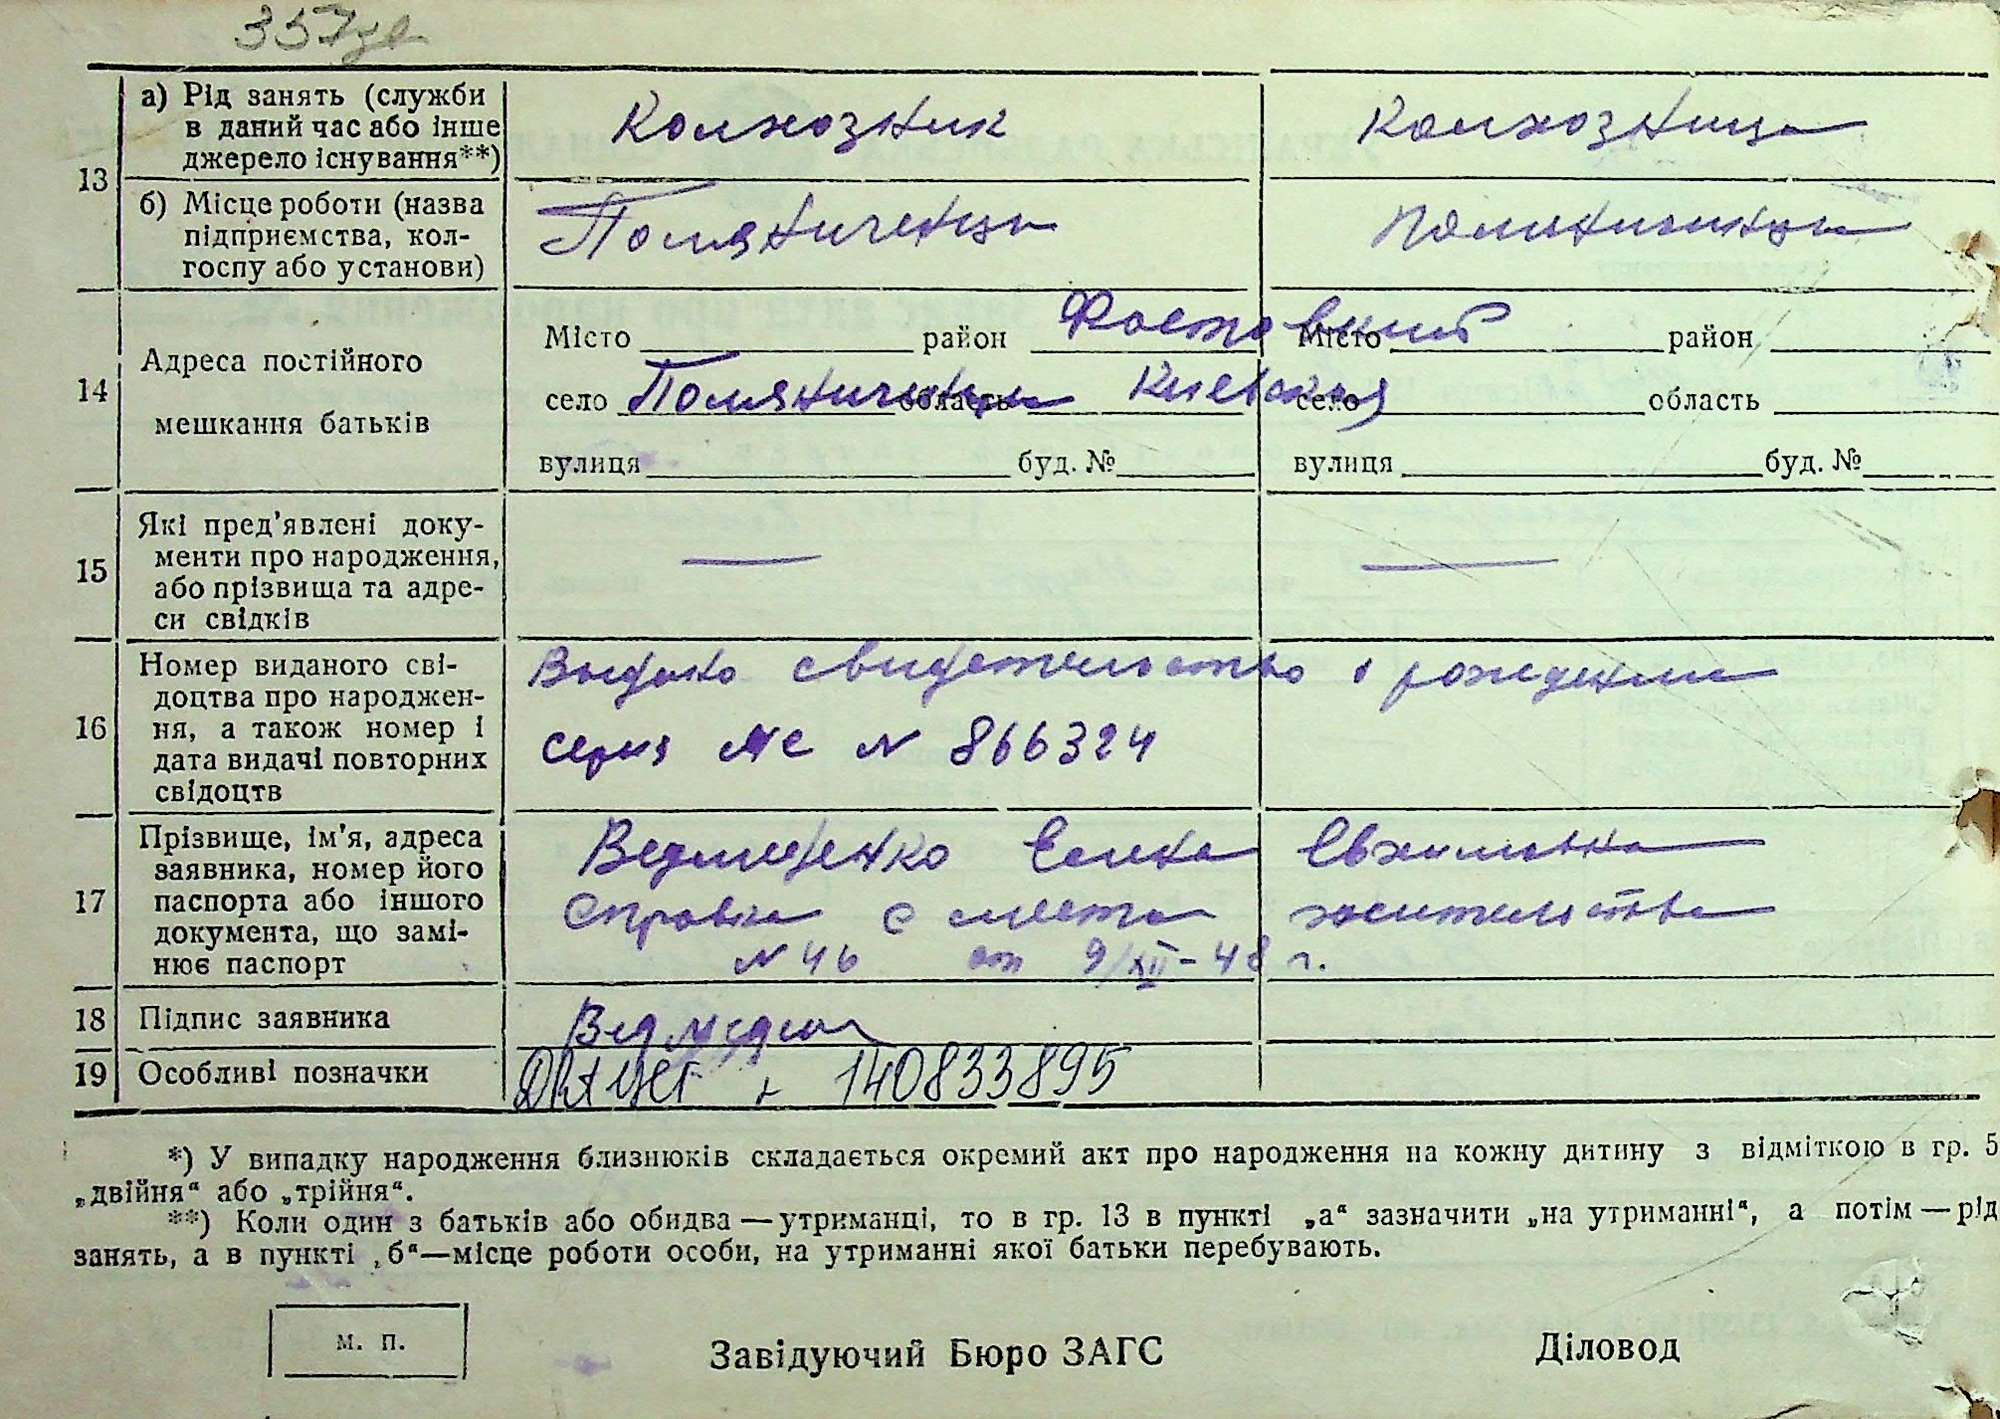 357
13
а) Рід занять (служби в даний час або інше джерело існування**)
Колхозник
Колхозница
б) Місце роботи (назва підприємства, колгоспу або установи)
Поляниченцы
Поляниченцы
14
Адреса постійного мешкання батьків
Місто район Фастовский
село Поляниченцы область Киевская
вулиця буд. №
Місто район
село область
вулиця буд. №
15
Які пред'явлені документи про народження, або прізвища та адреси свідків
—
—
16
Номер виданого свідоцтва про народження, а також номер і дата видачі повторних свідоцтв
Выдано свидетельство о рождении
серия N 866324
17
Прізвище, ім'я, адреса заявника, номер його паспорта або іншого документа, що замінює паспорт
Ведмеденко
Справка с места жительства
N 46 от 9/XII-48 г.
18
Підпис заявника
19
Особливі позначки
140833895
*) У випадку народження близнюків складається окремий акт про народження на кожну дитину з відміткою в гр. 5
„двійня“ або „трійня“.
**) Коли один з батьків або обидва — утриманці, то в гр. 13 в пункті „а“ зазначити „на утриманні“, а потім — рід
занять, а в пункті „б“—місце роботи особи, на утриманні якої батьки перебувають.
м. п.
Завідуючий Бюро ЗАГС
Діловод